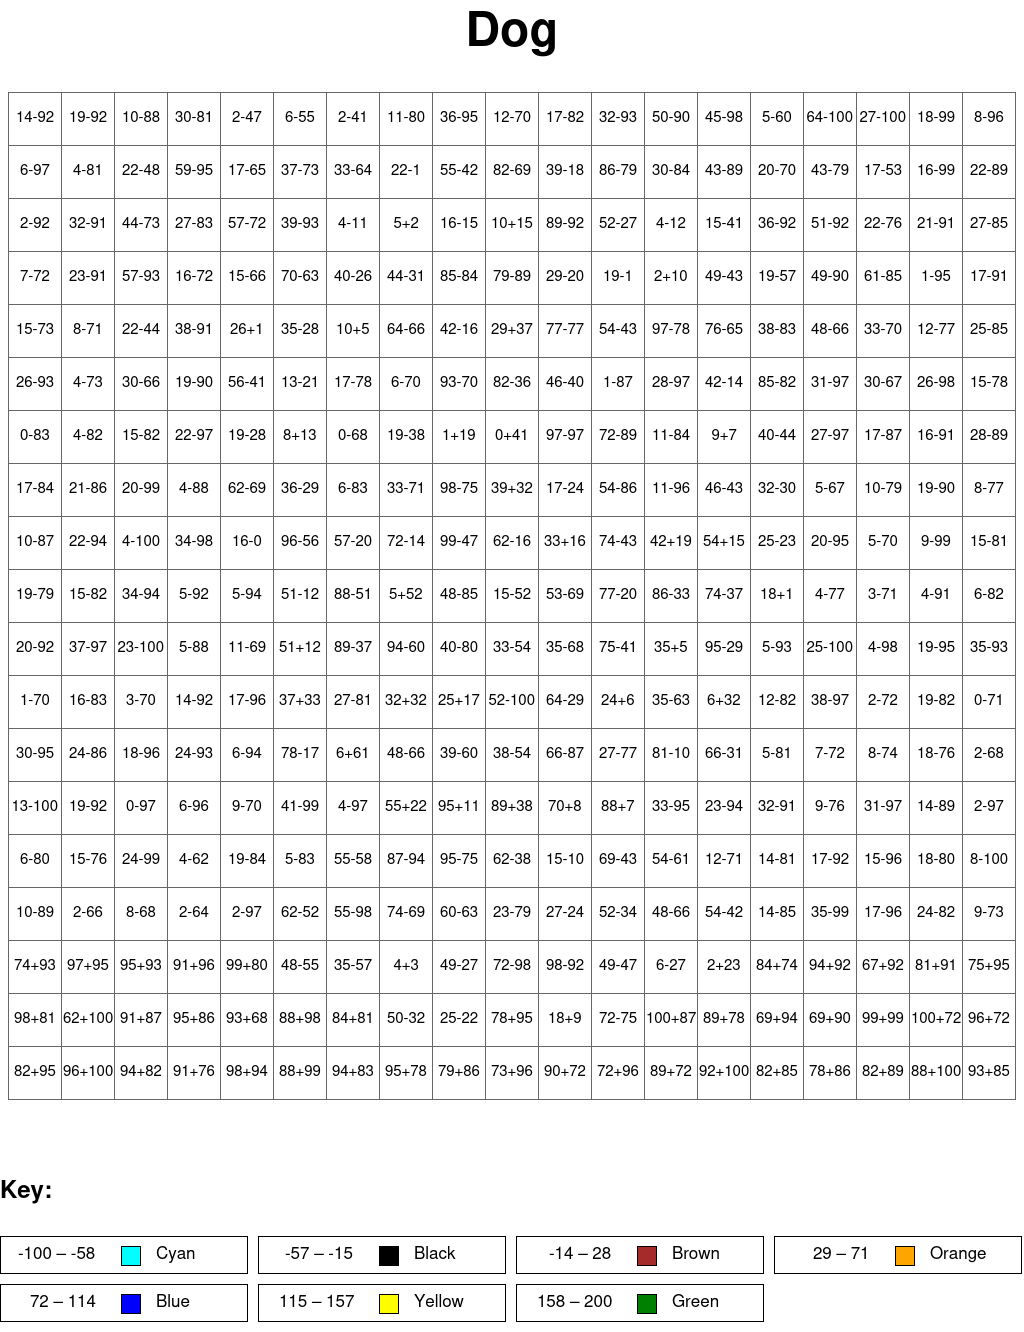 Dog
14-92 19-92 10-88 30-81 2-47 6-55 2-41 11-80 36-95 12-70 17-82 32-93 50-90 45-98 5-60 64-100 27-100 18-99 8-96
6-97 4-81 22-48 59-95 17-65 37-73 33-64 22-1 55-42 82-69 39-18 86-79 30-84 43-89 20-70 43-79 17-53 16-99 22-89
2-92 32-91 44-73 27-83 57-72 39-93 4-11 5+2 16-15 10+15 89-92 52-27 4-12 15-41 36-92 51-92 22-76 21-91 27-85
7-72 23-91 57-93 16-72 15-66 70-63 40-26 44-31 85-84 79-89 29-20 19-1 2+10 49-43 19-57 49-90 61-85 1-95 17-91
15-73 8-71 22-44 38-91 26+1 35-28 10+5 64-66 42-16 29+37 77-77 54-43 97-78 76-65 38-83 48-66 33-70 12-77 25-85
26-93 4-73 30-66 19-90 56-41 13-21 17-78 6-70 93-70 82-36 46-40 1-87 28-97 42-14 85-82 31-97 30-67 26-98 15-78
0-83 4-82 15-82 22-97 19-28 8+13 0-68 19-38 1+19 0+41 97-97 72-89 11-84 9+7 40-44 27-97 17-87 16-91 28-89
17-84 21-86 20-99 4-88 62-69 36-29 6-83 33-71 98-75 39+32 17-24 54-86 11-96 46-43 32-30 5-67 10-79 19-90 8-77
10-87 22-94 4-100 34-98 16-0 96-56 57-20 72-14 99-47 62-16 33+16 74-43 42+19 54+15 25-23 20-95 5-70 9-99 15-81
19-79 15-82 34-94 5-92 5-94 51-12 88-51 5+52 48-85 15-52 53-69 77-20 86-33 74-37 18+1 4-77 3-71 4-91 6-82
20-92 37-97 23-100 5-88 11-69 51+12 89-37 94-60 40-80 33-54 35-68 75-41 35+5 95-29 5-93 25-100 4-98 19-95 35-93
1-70 16-83 3-70 14-92 17-96 37+33 27-81 32+32 25+17 52-100 64-29 24+6 35-63 6+32 12-82 38-97 2-72 19-82 0-71
30-95 24-86 18-96 24-93 6-94 78-17 6+61 48-66 39-60 38-54 66-87 27-77 81-10 66-31 5-81 7-72 8-74 18-76 2-68
13-100 19-92 0-97 6-96 9-70 41-99 4-97 55+22 95+11 89+38 70+8 88+7 33-95 23-94 32-91 9-76 31-97 14-89 2-97
6-80 15-76 24-99 4-62 19-84 5-83 55-58 87-94 95-75 62-38 15-10 69-43 54-61 12-71 14-81 17-92 15-96 18-80 8-100
10-89 2-66 8-68 2-64 2-97 62-52 55-98 74-69 60-63 23-79 27-24 52-34 48-66 54-42 14-85 35-99 17-96 24-82 9-73
74+93 97+95 95+93 91+96 99+80 48-55 35-57 4+3 49-27 72-98 98-92 49-47 6-27 2+23 84+74 94+92 67+92 81+91 75+95
98+81 62+100 91+87 95+86 93+68 88+98 84+81 50-32 25-22 78+95 18+9 72-75 100+87 89+78 69+94 69+90 99+99 100+72 96+72
82+95 96+100 94+82 91+76 98+94 88+99 94+83 95+78 79+86 73+96 90+72 72+96 89+72 92+100 82+85 78+86 82+89 88+100 93+85
Key:
-100 – -58 Cyan -57 – -15 Black -14 – 28 Brown 29 – 71 Orange
72 – 114 Blue 115 – 157 Yellow 158 – 200 Green